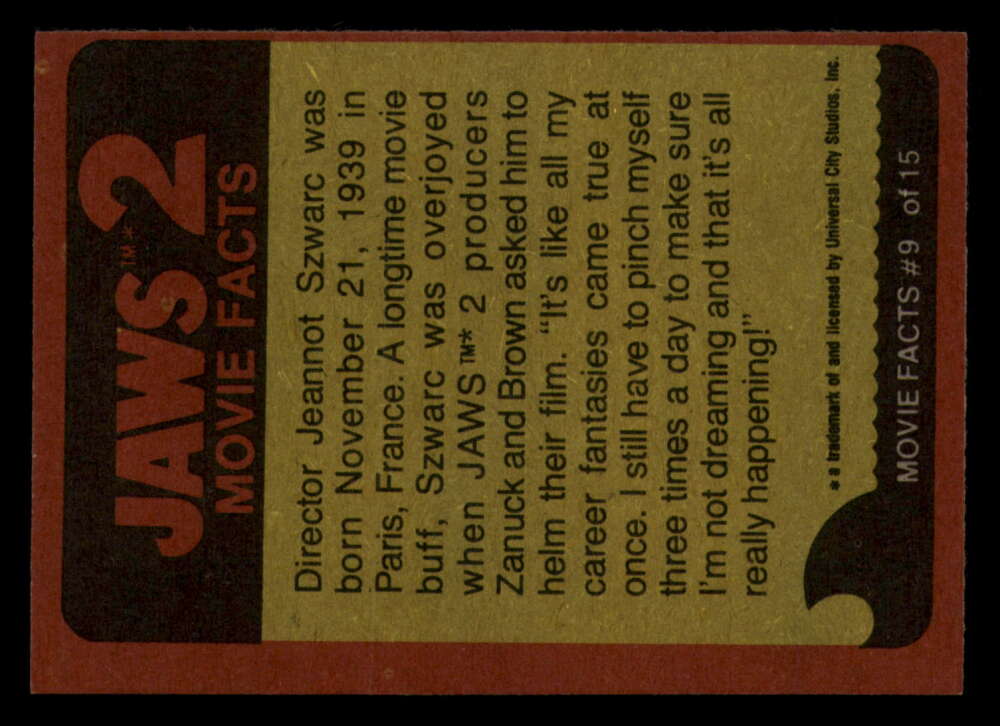 JAWS™* 2
MOVIE FACTS
Director Jeannot Szwarc was
born November 21, 1939 in
Paris, France. A longtime movie
buff, Szwarc was overjoyed
when JAWS™* 2 producers
Zanuck and Brown asked him to
helm their film. “It's like all my
career fantasies came true at
once. I still have to pinch myself
three times a day to make sure
I'm not dreaming and that it's all
really happening!”
* a trademark of and licensed by Universal City Studios, Inc.
MOVIE FACTS #9 of 15